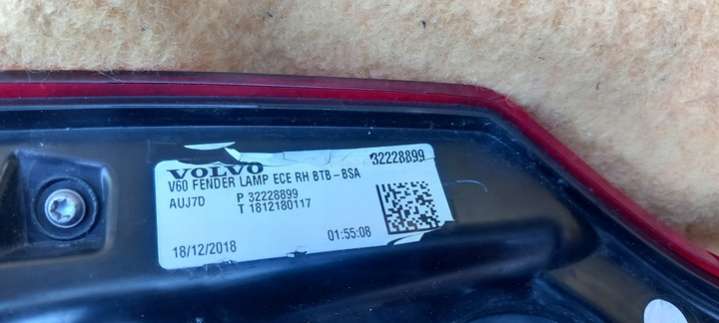 VOLVO 32228899
V60 FENDER LAMP ECE RH BTB-BSA
AUJ7D P 32228899
T 1812180117
18/12/2018 01:55:08